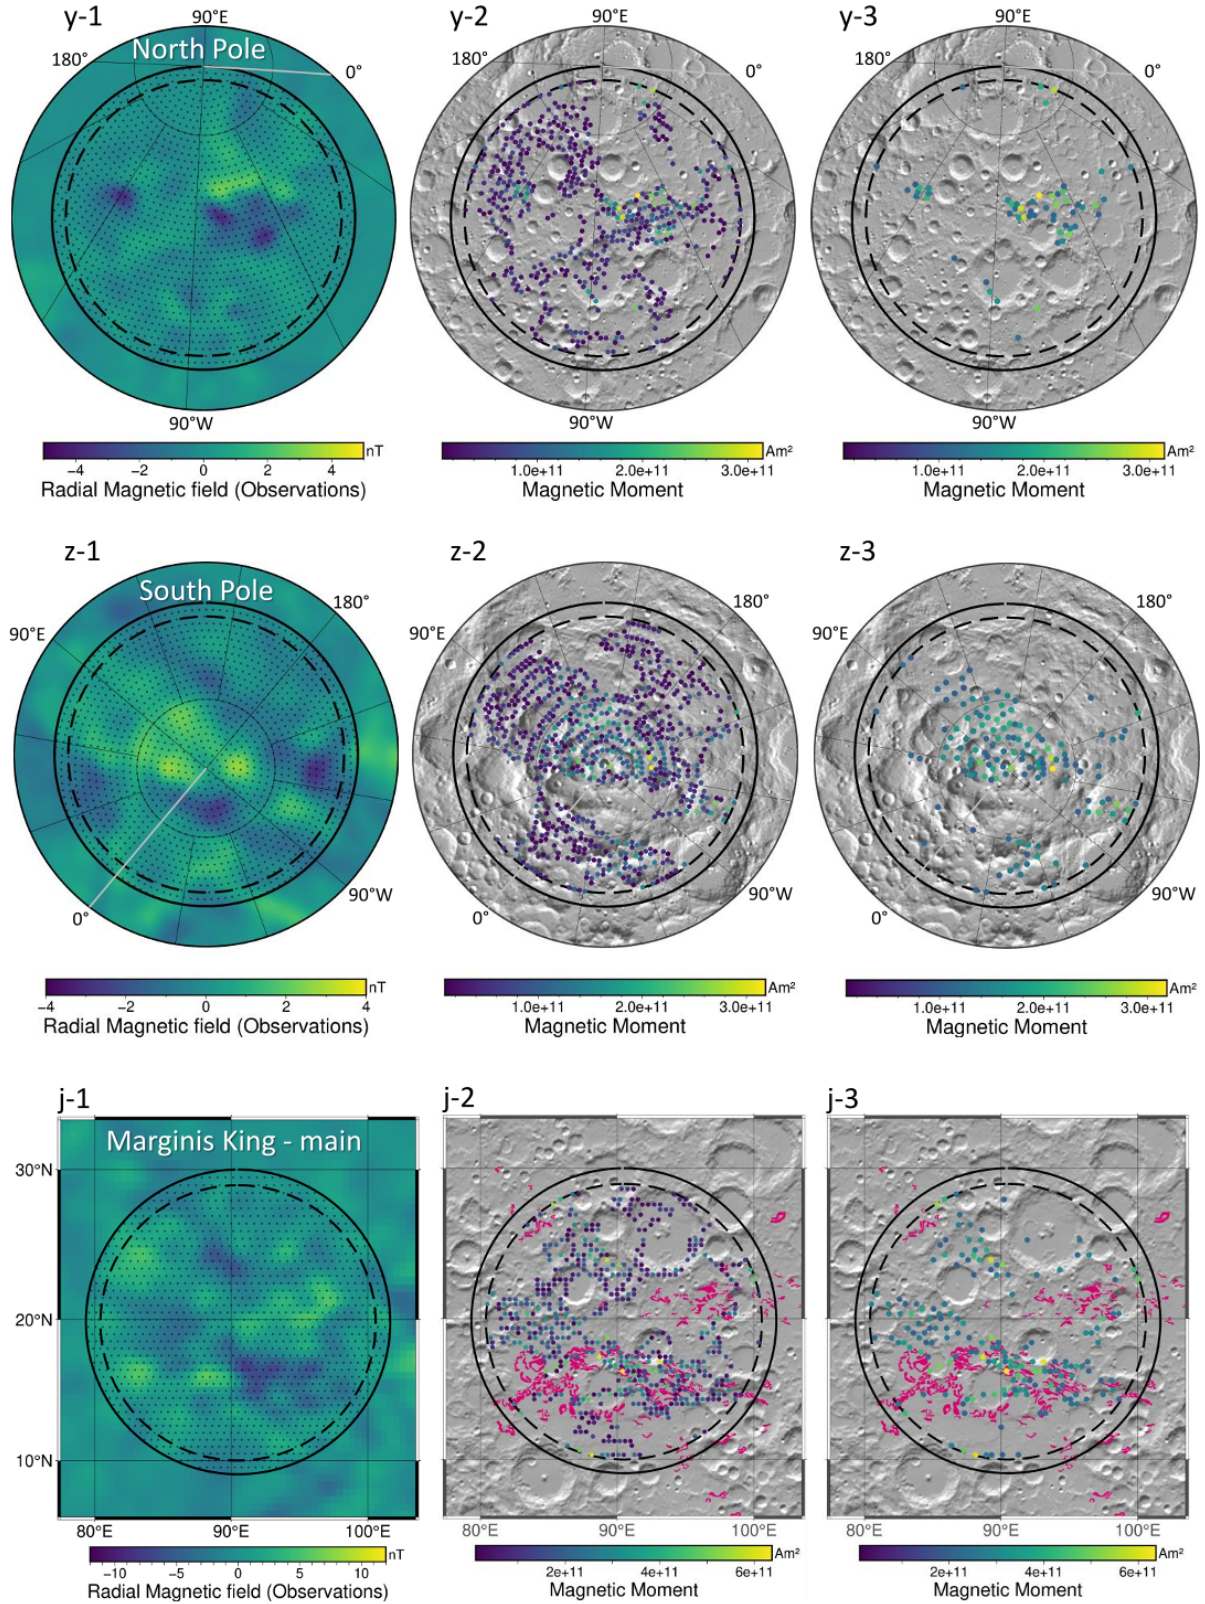 y-1
90°E
North Pole
180°
0°
90°W
nT
−4 −2 0 2 4
Radial Magnetic field (Observations)
y-2
90°E
180°
0°
90°W
Am²
1.0e+11 2.0e+11 3.0e+11
Magnetic Moment
y-3
90°E
180°
0°
90°W
Am²
1.0e+11 2.0e+11 3.0e+11
Magnetic Moment
z-1
South Pole
180°
90°E
90°W
0°
nT
−4 −2 0 2 4
Radial Magnetic field (Observations)
z-2
180°
90°E
90°W
0°
Am²
1.0e+11 2.0e+11 3.0e+11
Magnetic Moment
z-3
180°
90°E
90°W
0°
Am²
1.0e+11 2.0e+11 3.0e+11
Magnetic Moment
j-1
Marginis King - main
30°N
20°N
10°N
80°E 90°E 100°E
nT
−10 −5 0 5 10
Radial Magnetic field (Observations)
j-2
80°E 90°E 100°E
Am²
2e+11 4e+11 6e+11
Magnetic Moment
j-3
80°E 90°E 100°E
Am²
2e+11 4e+11 6e+11
Magnetic Moment